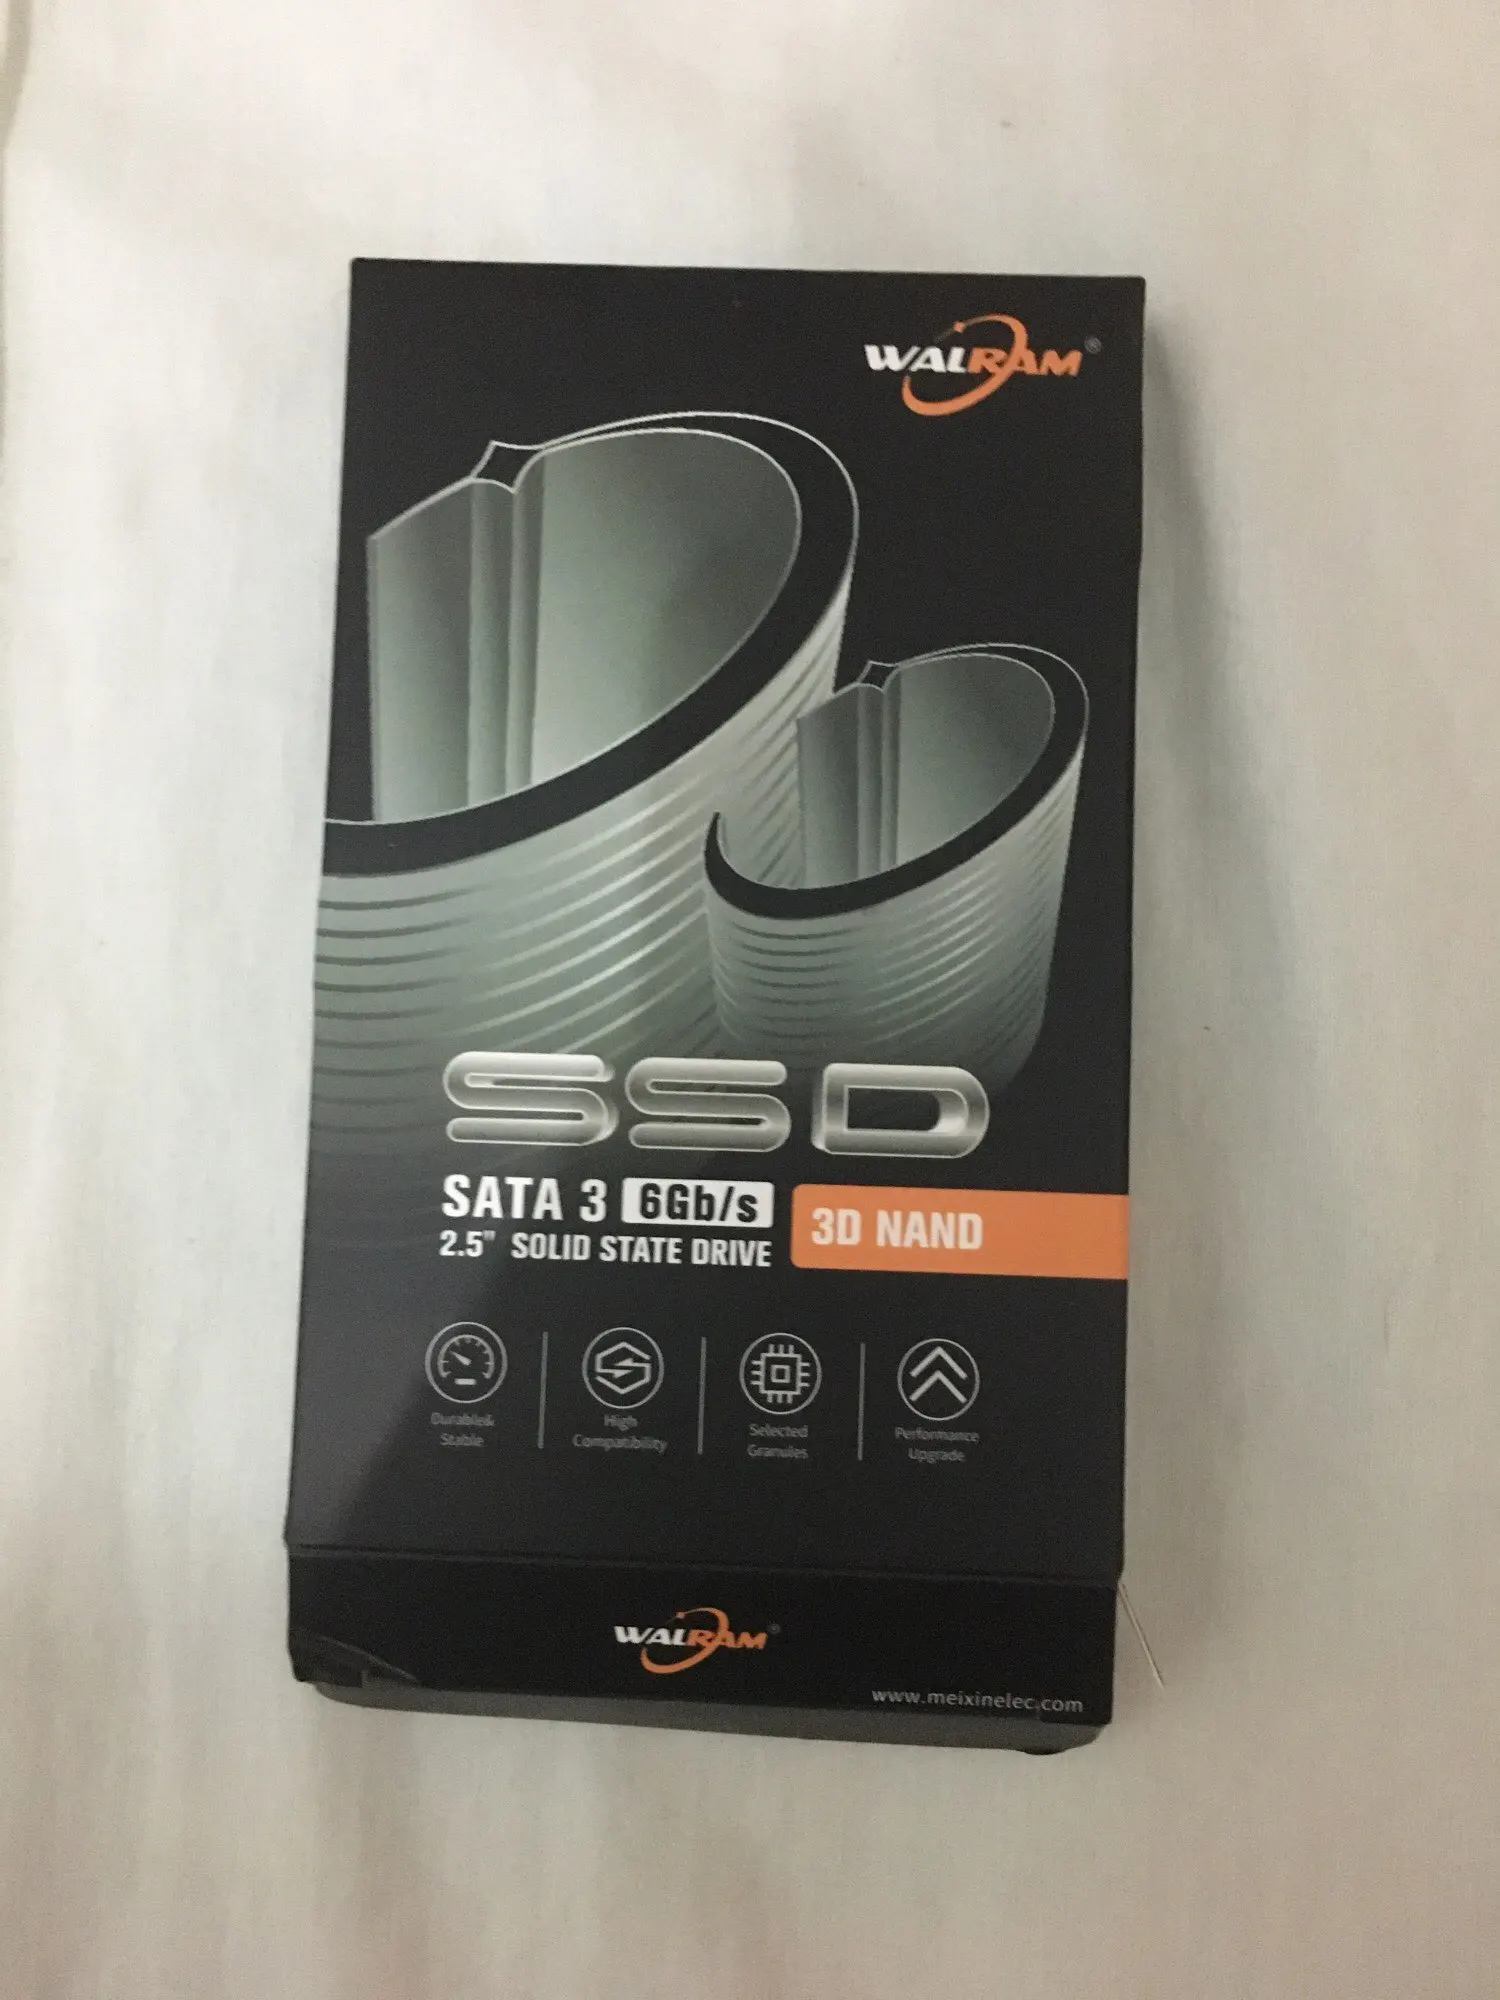 WALRAM®
SSD
SATA 3 6Gb/s
2.5" SOLID STATE DRIVE
3D NAND
Durable&
Stable
High
Compatibility
Selected
Granules
Performance
Upgrade
WALRAM®
www.meixinelec.com